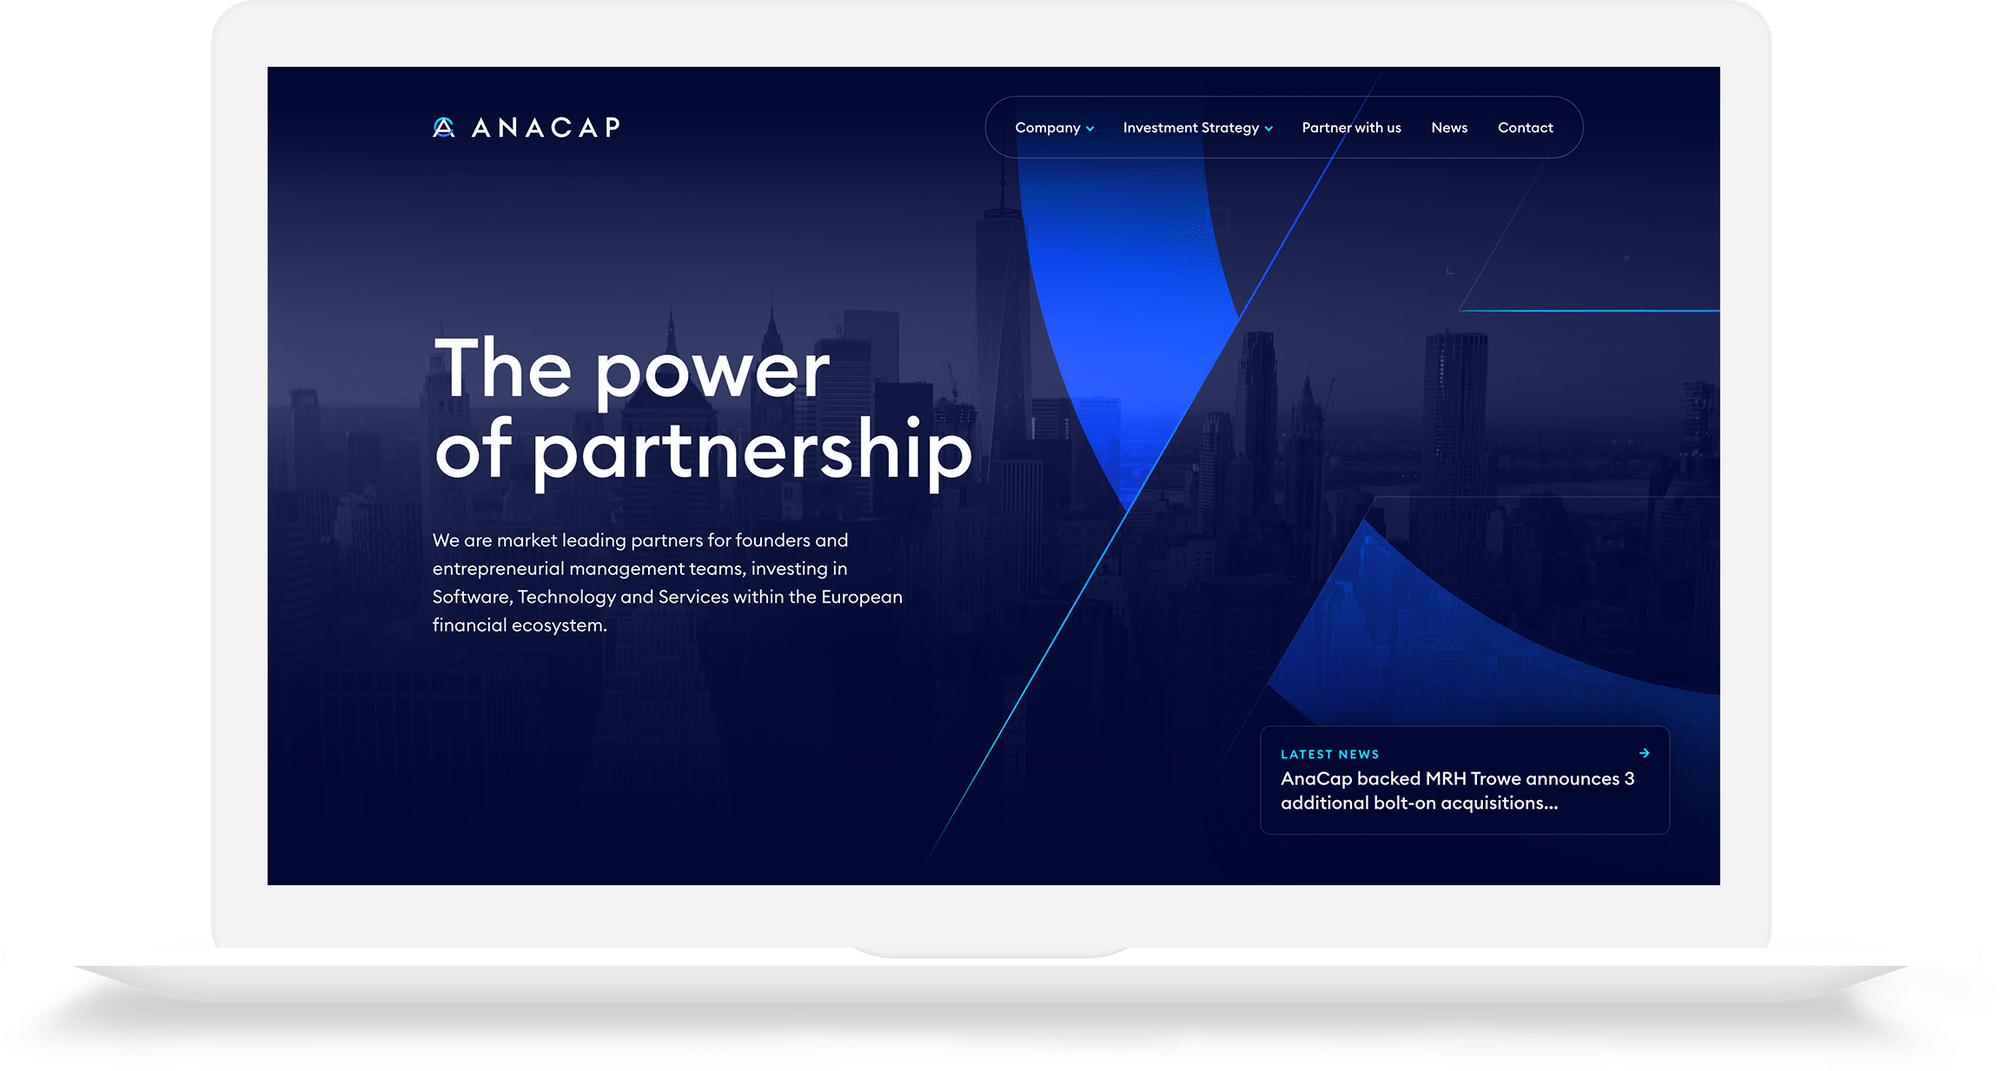 ANACAP
Company
Investment Strategy
Partner with us
News
Contact
The power
of partnership
We are market leading partners for founders and
entrepreneurial management teams, investing in
Software, Technology and Services within the European
financial ecosystem.
LATEST NEWS
AnaCap backed MRH Trowe announces 3
additional bolt-on acquisitions...